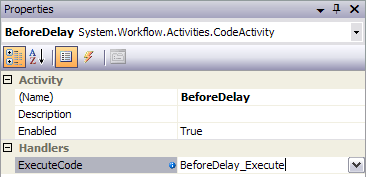 Properties
BeforeDelay System.Workflow.Activities.CodeActivity
Activity
(Name) BeforeDelay
Description
Enabled True
Handlers
ExecuteCode BeforeDelay_Execute